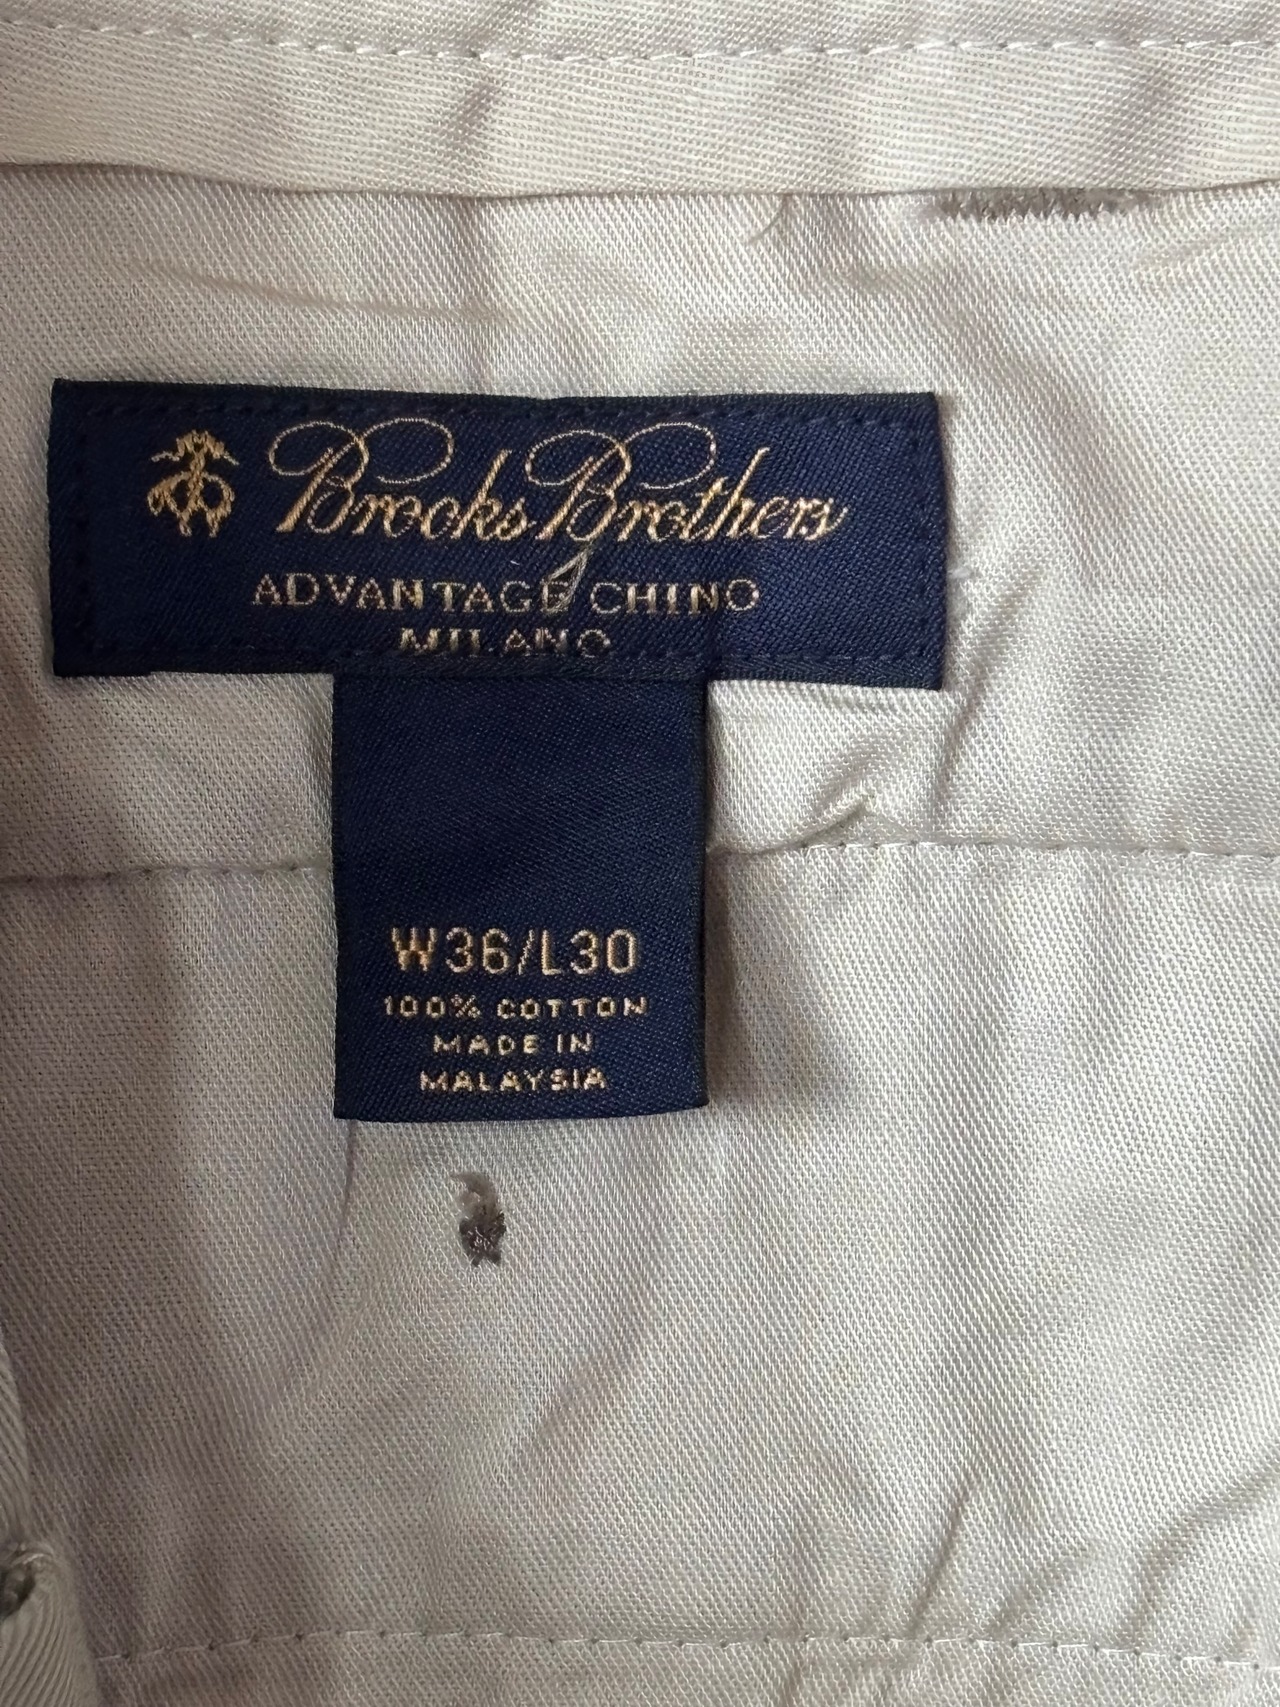 Brooks Brothers
ADVANTAGE CHINO
MILANO
W36/L30
100% COTTON
MADE IN
MALAYSIA